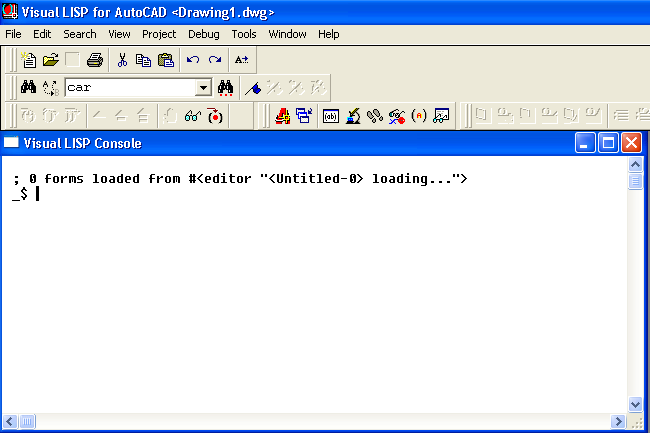 Visual LISP for AutoCAD <Drawing1.dwg>
File Edit Search View Project Debug Tools Window Help
car
Visual LISP Console
; 0 forms loaded from #<editor "<Untitled-0> loading...">
_$